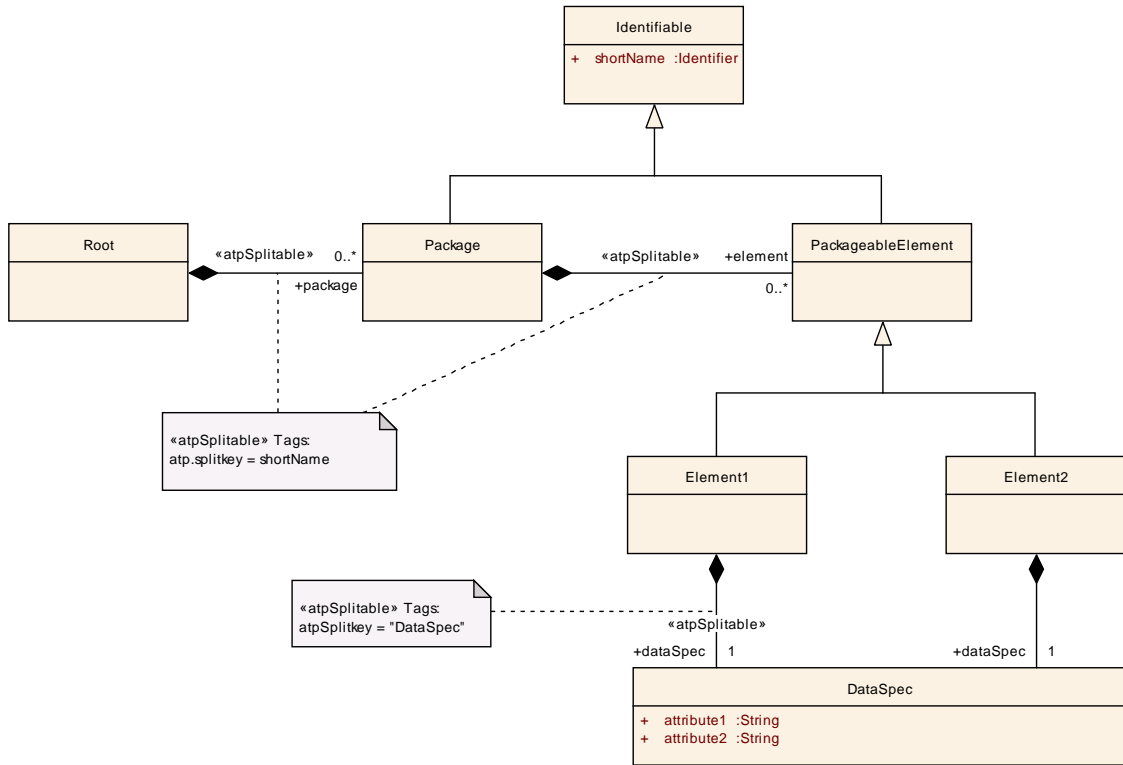 Identifiable
+ shortName :Identifier
Root
«atpSplitable»
0..*
+package
Package
«atpSplitable»
+element
0..*
PackageableElement
«atpSplitable» Tags:
atp.splitkey = shortName
Element1
Element2
«atpSplitable» Tags:
atpSplitkey = "DataSpec"
«atpSplitable»
+dataSpec 1
+dataSpec 1
DataSpec
+ attribute1 :String
+ attribute2 :String